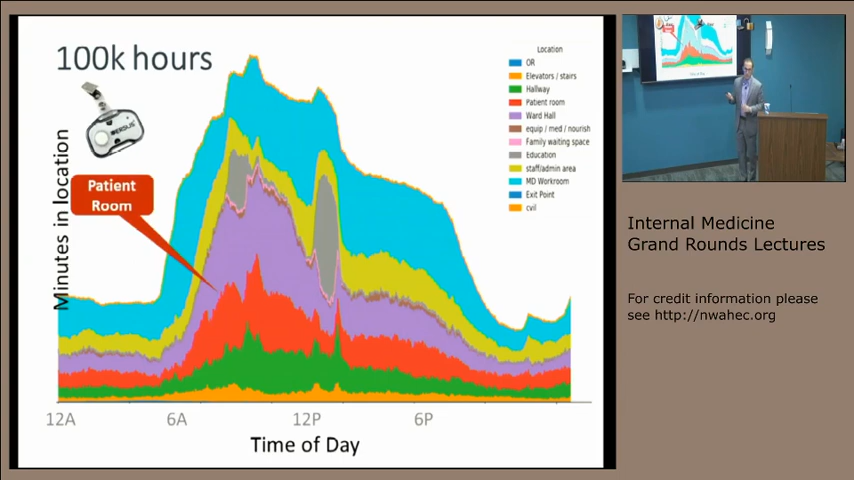 100k hours
VERSUS
Patient
Room
Minutes in location
12A
6A
12P
6P
Time of Day
Location
OR
Elevators / stairs
Hallway
Patient room
Ward Hall
equip / med / nourish
Family waiting space
Education
staff/admin area
MD Workroom
Exit Point
cvil
Internal Medicine
Grand Rounds Lectures
For credit information please
see http://nwahec.org